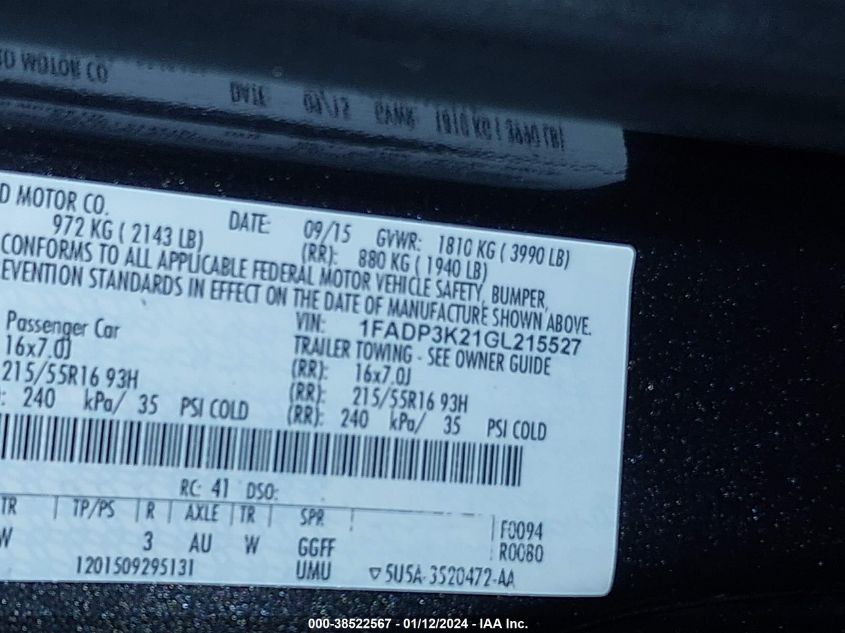 D MOTOR CO.
DATE: 09/15 GVWR: 1810 KG ( 3990 LB)
972 KG ( 2143 LB) (RR): 880 KG ( 1940 LB)
CONFORMS TO ALL APPLICABLE FEDERAL MOTOR VEHICLE SAFETY, BUMPER,
EVENTION STANDARDS IN EFFECT ON THE DATE OF MANUFACTURE SHOWN ABOVE.
VIN: 1FADP3K21GL215527
Passenger Car TRAILER TOWING - SEE OWNER GUIDE
16x7.0J (RR): 16x7.0J
215/55R16 93H (RR): 215/55R16 93H
: 240 kPa/ 35 PSI COLD (RR): 240 kPa/ 35 PSI COLD
RC: 41 DSO:
TR TP/PS R AXLE TR SPR F0094
W 3 AU W GGFF R0080
1201509295131 UMU ▽5U5A-3520472-AA
000-38522567 - 01/12/2024 - IAA Inc.